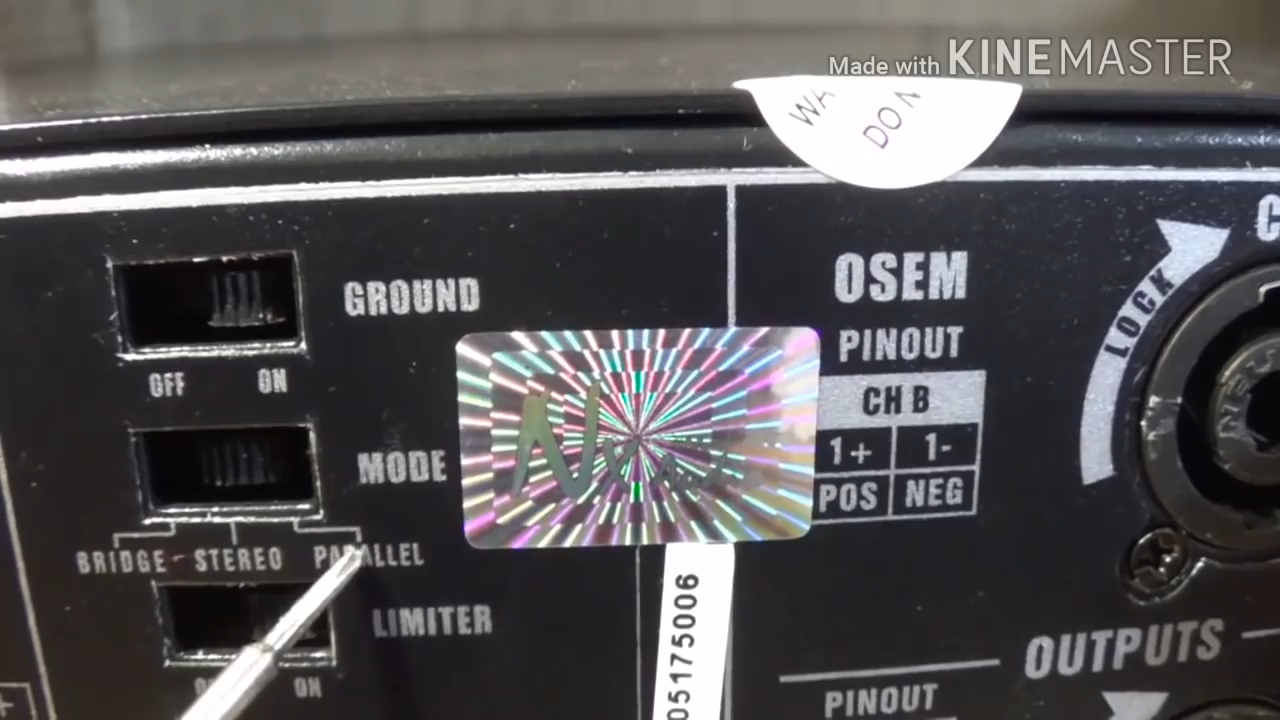 Made with KINEMASTER
WA
DO N
GROUND
OFF ON
MODE
BRIDGE STEREO PARALLEL
LIMITER
ON
OSEM
PINOUT
CH B
1+ 1-
POS NEG
LOCK
C
05175006
OUTPUTS
PINOUT